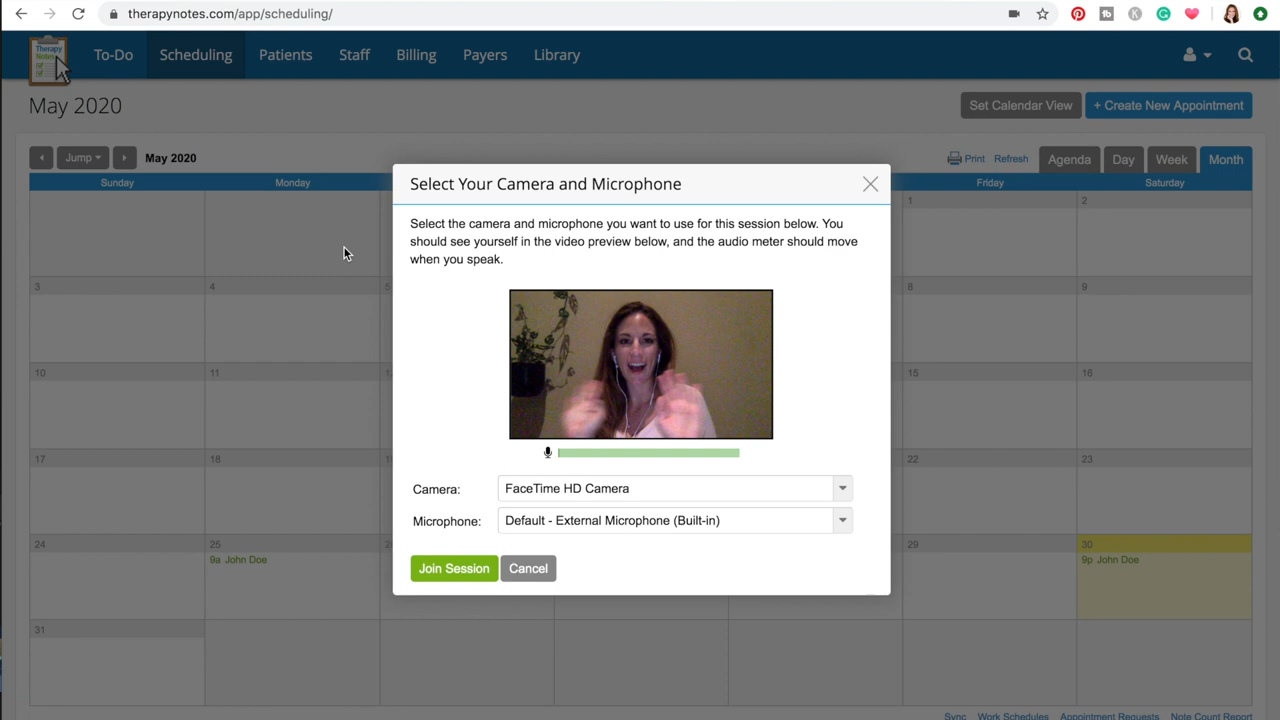 therapynotes.com/app/scheduling/
Therapy
Notes
To-Do
Scheduling
Patients
Staff
Billing
Payers
Library
May 2020
Set Calendar View
+ Create New Appointment
Jump
May 2020
Print
Refresh
Agenda
Day
Week
Month
Sunday
Monday
Friday
Saturday
Select Your Camera and Microphone
Select the camera and microphone you want to use for this session below. You
should see yourself in the video preview below, and the audio meter should move
when you speak.
Camera:
FaceTime HD Camera
Microphone:
Default - External Microphone (Built-in)
Join Session
Cancel
1
2
3
4
5
8
9
10
11
15
16
17
18
22
23
24
25
9a John Doe
29
30
9p John Doe
31
Sync
Work Schedules
Appointment Requests
Note Count Report